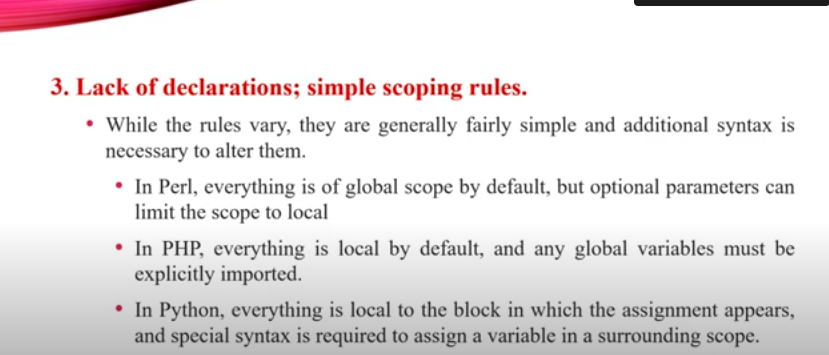 3. Lack of declarations; simple scoping rules.
• While the rules vary, they are generally fairly simple and additional syntax is
necessary to alter them.
• In Perl, everything is of global scope by default, but optional parameters can
limit the scope to local
• In PHP, everything is local by default, and any global variables must be
explicitly imported.
• In Python, everything is local to the block in which the assignment appears,
and special syntax is required to assign a variable in a surrounding scope.